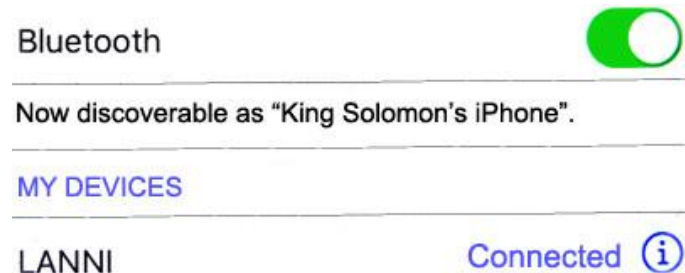 Bluetooth
Now discoverable as “King Solomon’s iPhone”.
MY DEVICES
LANNI Connected